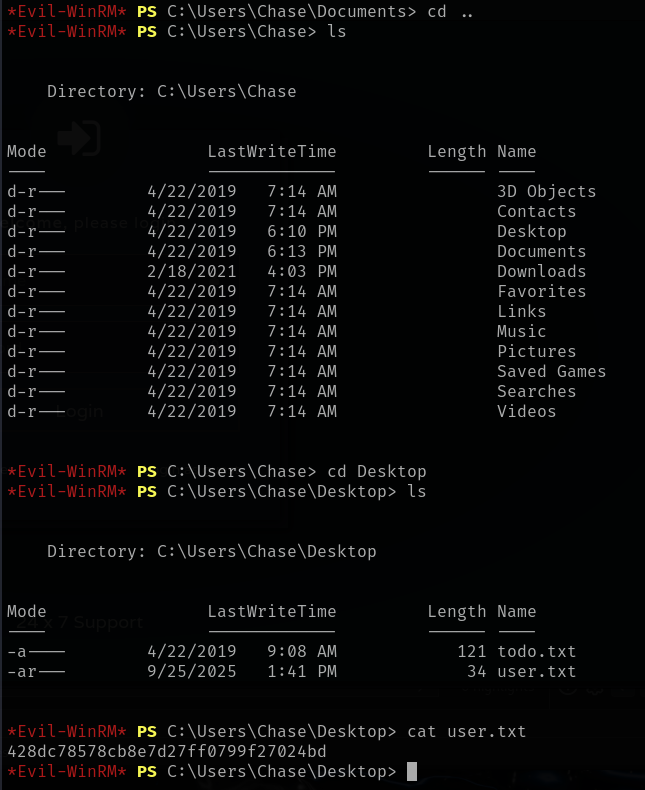 *Evil-WinRM* PS C:\Users\Chase\Documents> cd ..
*Evil-WinRM* PS C:\Users\Chase> ls
Directory: C:\Users\Chase
Mode LastWriteTime Length Name
---- ------------- ------ ----
d-r--- 4/22/2019 7:14 AM 3D Objects
d-r--- 4/22/2019 7:14 AM Contacts
d-r--- 4/22/2019 6:10 PM Desktop
d-r--- 4/22/2019 6:13 PM Documents
d-r--- 2/18/2021 4:03 PM Downloads
d-r--- 4/22/2019 7:14 AM Favorites
d-r--- 4/22/2019 7:14 AM Links
d-r--- 4/22/2019 7:14 AM Music
d-r--- 4/22/2019 7:14 AM Pictures
d-r--- 4/22/2019 7:14 AM Saved Games
d-r--- 4/22/2019 7:14 AM Searches
d-r--- 4/22/2019 7:14 AM Videos
Login
*Evil-WinRM* PS C:\Users\Chase> cd Desktop
*Evil-WinRM* PS C:\Users\Chase\Desktop> ls
Directory: C:\Users\Chase\Desktop
Mode LastWriteTime Length Name
24 x 7 Support
---- ------------- ------ ----
-a---- 4/22/2019 9:08 AM 121 todo.txt
-ar--- 9/25/2025 1:41 PM 34 user.txt
*Evil-WinRM* PS C:\Users\Chase\Desktop> cat user.txt
428dc78578cb8e7d27ff0799f27024bd
*Evil-WinRM* PS C:\Users\Chase\Desktop>